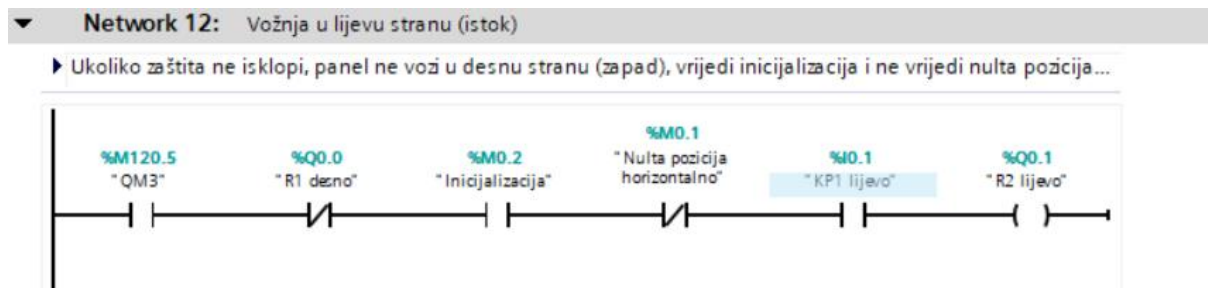 Network 12: Vožnja u lijevu stranu (istok)
Ukoliko zaštita ne isklopi, panel ne vozi u desnu stranu (zapad), vrijedi inicijalizacija i ne vrijedi nulta pozicija...
%M120.5
"QM3"
%Q0.0
"R1 desno"
%M0.2
"Inicijalizacija"
%M0.1
"Nulta pozicija
horizontalno"
%I0.1
"KP1 lijevo"
%Q0.1
"R2 lijevo"